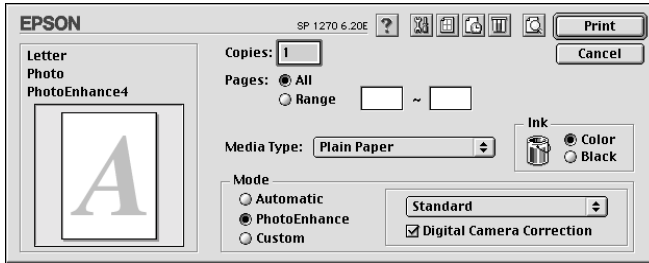 EPSON
SP 1270 6.20E ?
Print
Cancel
Letter
Photo
PhotoEnhance4
A
Copies: 1
Pages: All
Range ~
Media Type: Plain Paper
Ink
Color
Black
Mode
Automatic
PhotoEnhance
Custom
Standard
Digital Camera Correction